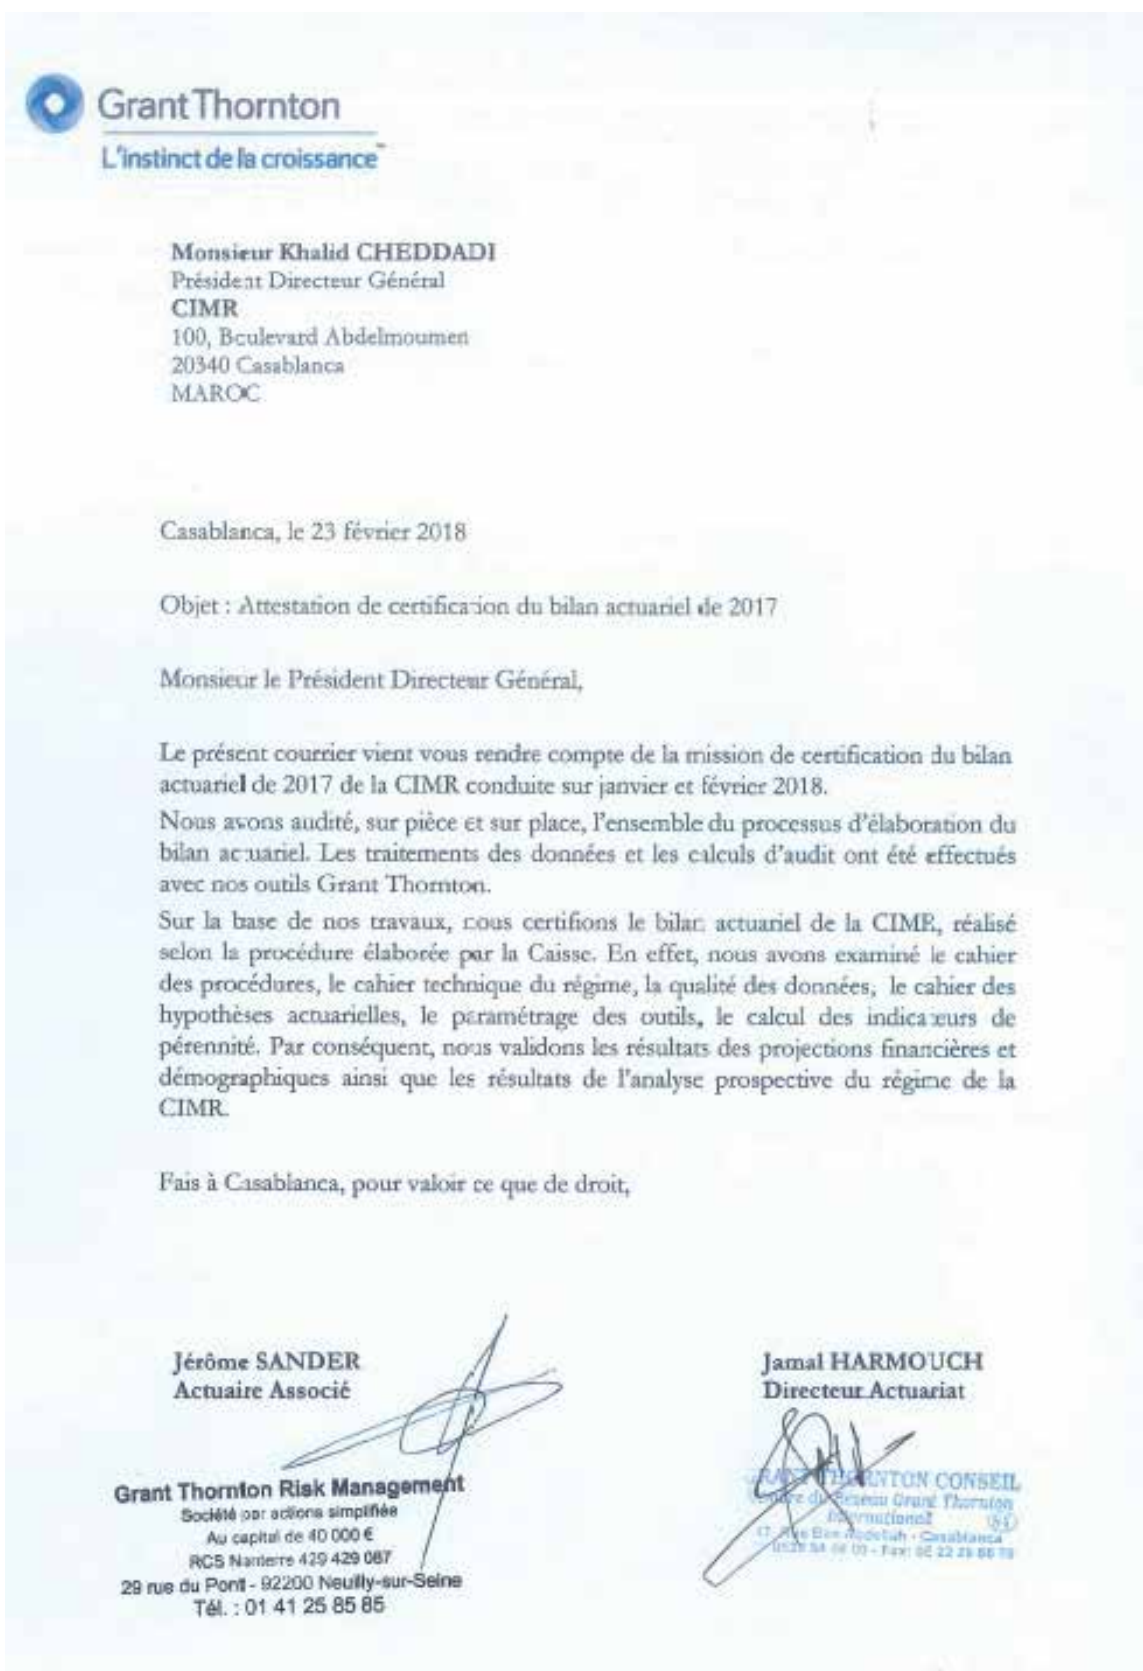 Grant Thornton
L'instinct de la croissance
Monsieur Khalid CHEDDADI
Président Directeur Général
CIMR
100, Boulevard Abdelmoumen
20340 Casablanca
MAROC
Casablanca, le 23 février 2018
Objet : Attestation de certification du bilan actuariel de 2017
Monsieur le Président Directeur Général,
Le présent courrier vient vous rendre compte de la mission de certification du bilan
actuariel de 2017 de la CIMR conduite sur janvier et février 2018.
Nous avons audité, sur pièce et sur place, l'ensemble du processus d'élaboration du
bilan actuariel. Les traitements des données et les calculs d'audit ont été effectués
avec nos outils Grant Thornton.
Sur la base de nos travaux, nous certifions le bilan actuariel de la CIMR, réalisé
selon la procédure élaborée par la Caisse. En effet, nous avons examiné le cahier
des procédures, le cahier technique du régime, la qualité des données, le cahier des
hypothèses actuarielles, le paramétrage des outils, le calcul des indicateurs de
pérennité. Par conséquent, nous validons les résultats des projections financières et
démographiques ainsi que les résultats de l'analyse prospective du régime de la
CIMR.
Fais à Casablanca, pour valoir ce que de droit,
Jérôme SANDER
Actuaire Associé
Jamal HARMOUCH
Directeur Actuariat
Grant Thornton Risk Management
Société par actions simplifiée
Au capital de 40 000 €
RCS Nanterre 429 429 087
29 rue du Pont - 92200 Neuilly-sur-Seine
Tél. : 01 41 25 85 85
GRANT THORNTON CONSEIL
du Réseau Grant Thornton
International
- Casablanca